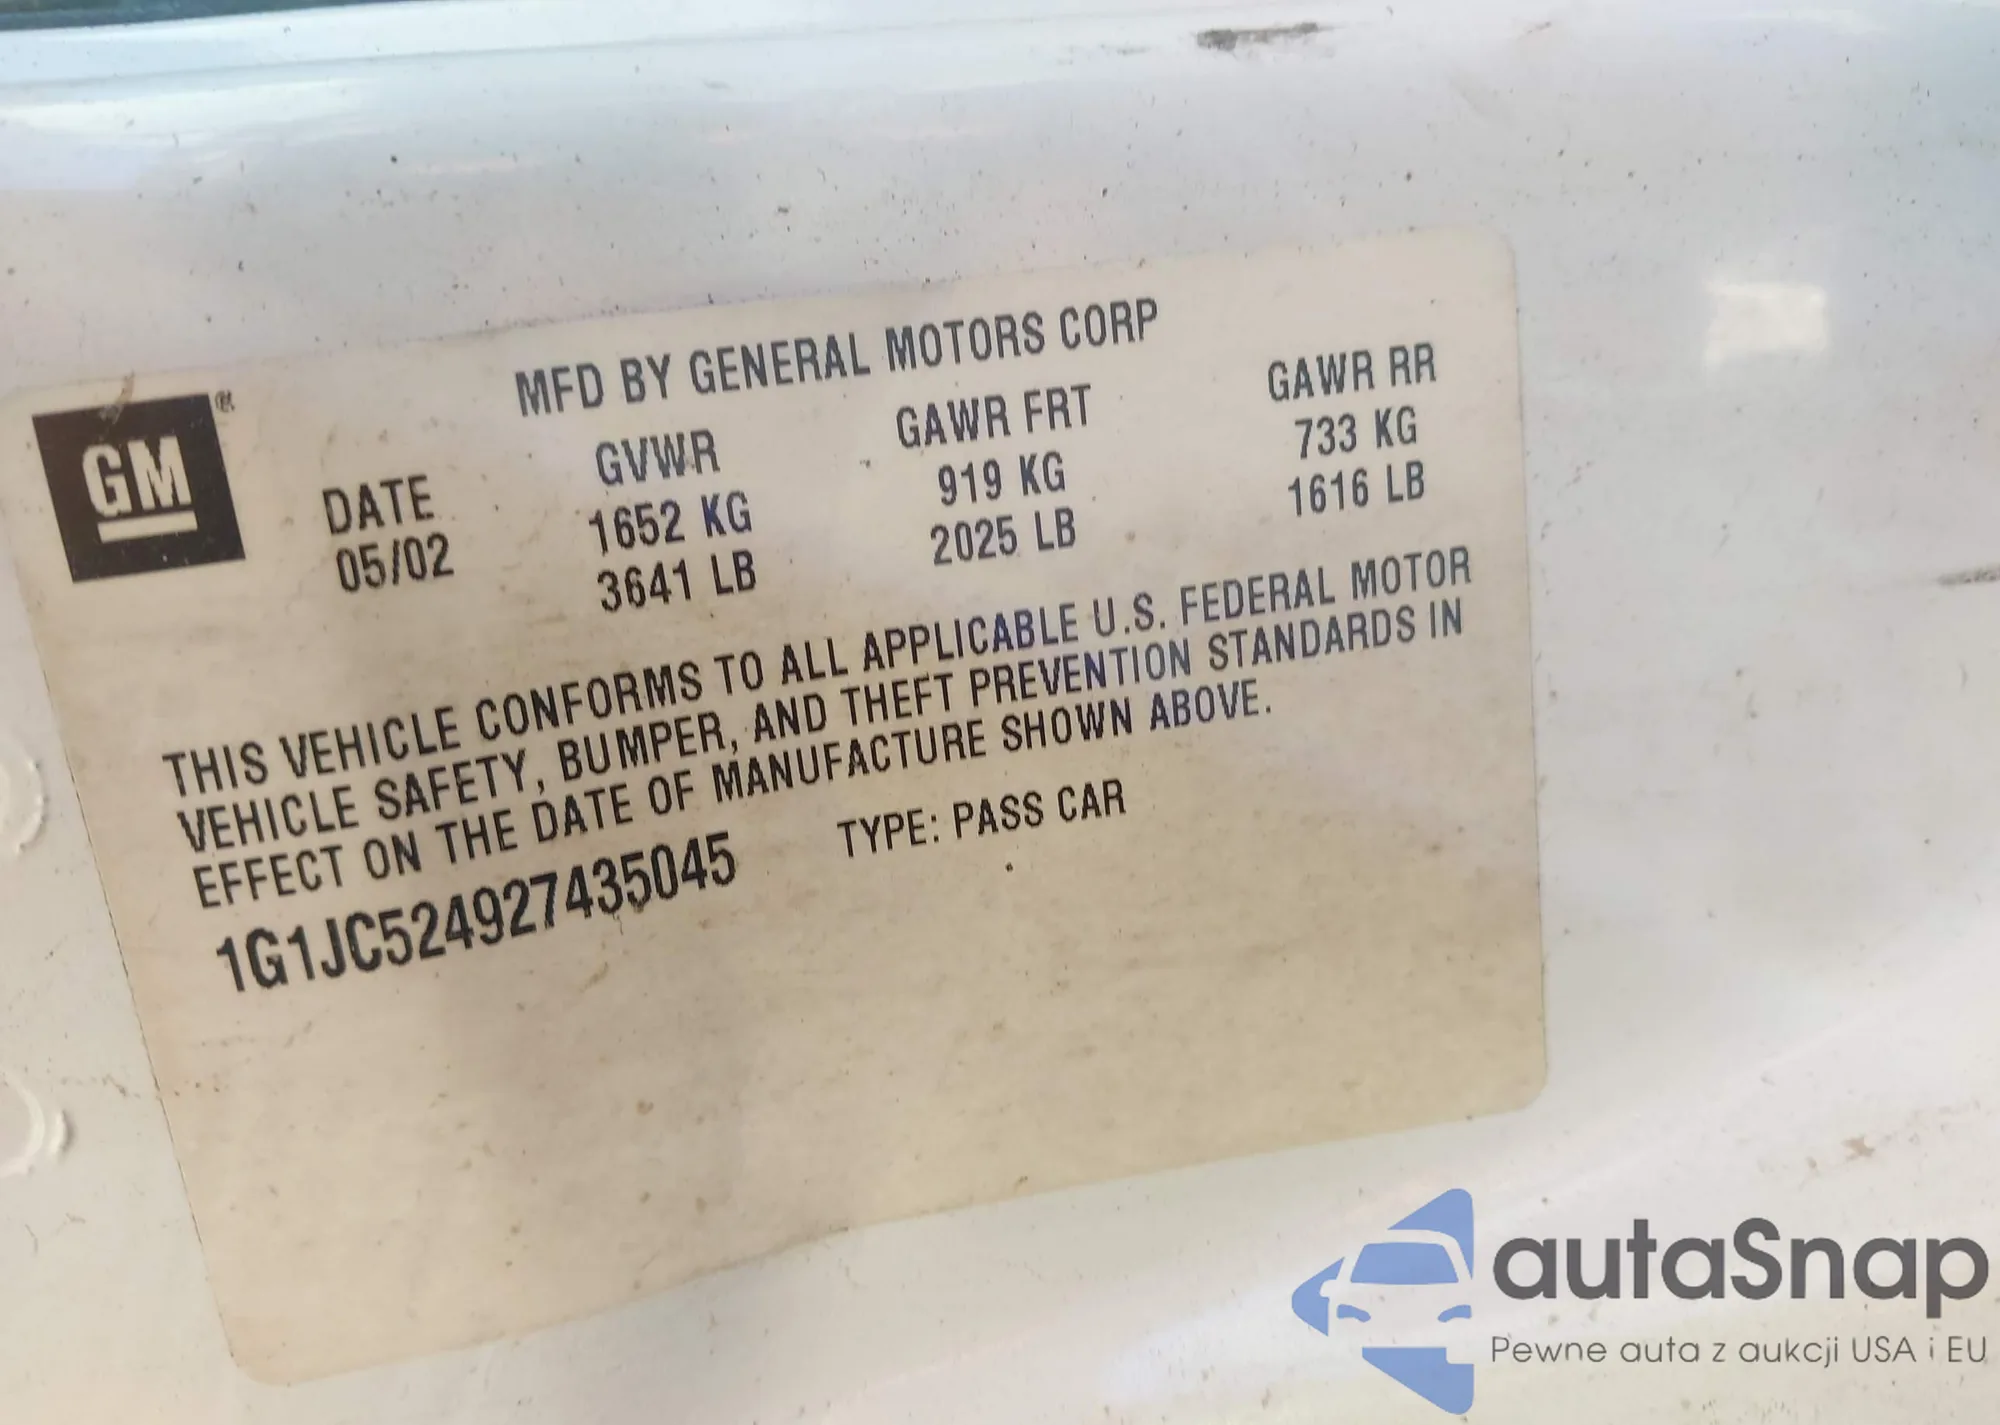 MFD BY GENERAL MOTORS CORP
GM®
DATE GVWR GAWR FRT GAWR RR
05/02 1652 KG 919 KG 733 KG
3641 LB 2025 LB 1616 LB
THIS VEHICLE CONFORMS TO ALL APPLICABLE U.S. FEDERAL MOTOR
VEHICLE SAFETY, BUMPER, AND THEFT PREVENTION STANDARDS IN
EFFECT ON THE DATE OF MANUFACTURE SHOWN ABOVE.
1G1JC524927435045 TYPE: PASS CAR
autaSnap
Pewne auta z aukcji USA i EU